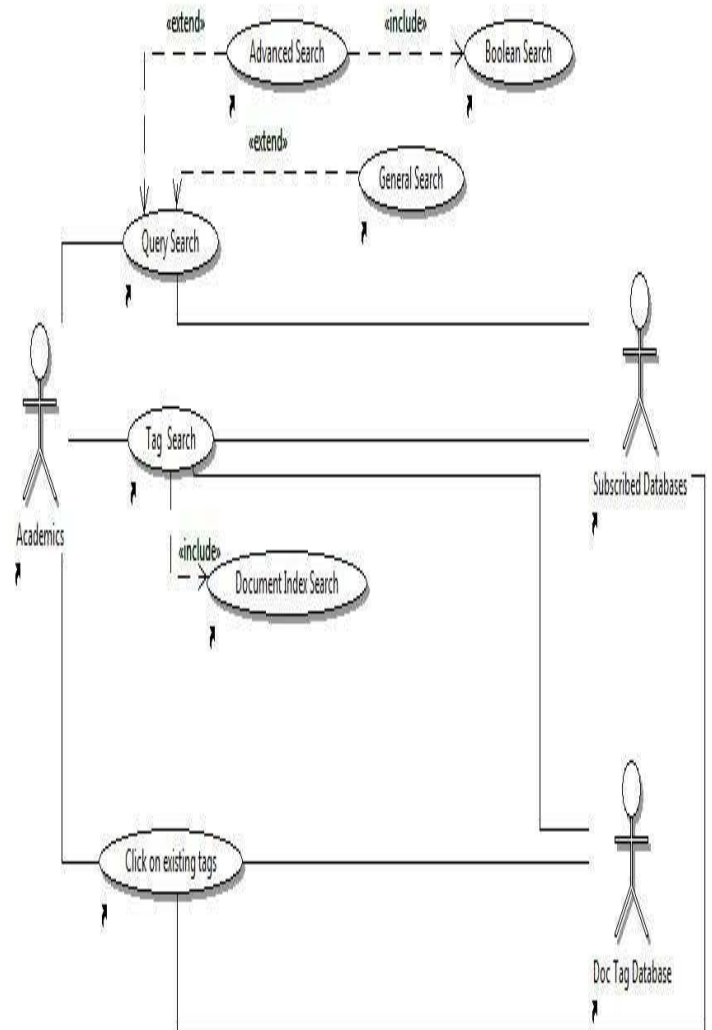 «extend»
«include»
Advanced Search
Boolean Search
«extend»
General Search
Query Search
Tag Search
Subscribed Databases
Academics
«include»
Document Index Search
Click on existing tags
Doc Tag Database